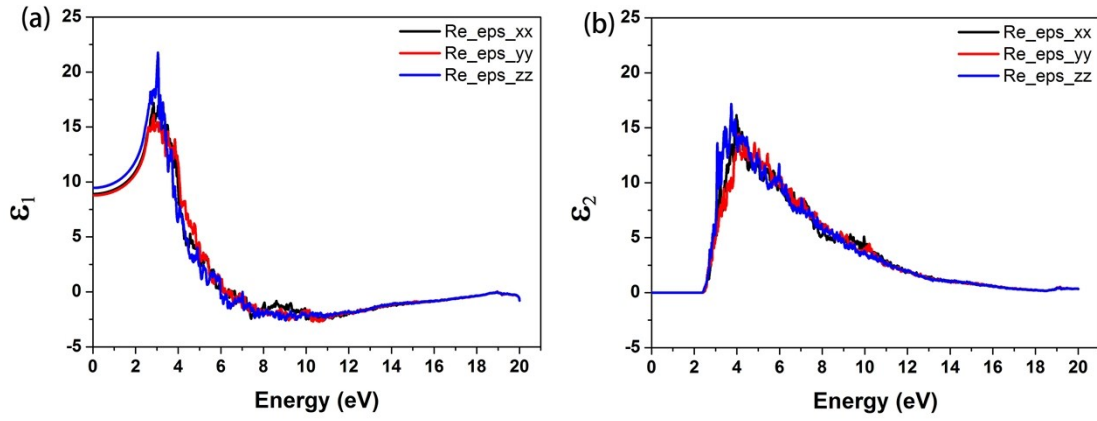 (a)
25
20
15
10
5
0
-5
ε1
Re_eps_xx
Re_eps_yy
Re_eps_zz
0 2 4 6 8 10 12 14 16 18 20
Energy (eV)
(b)
25
20
15
10
5
0
-5
ε2
Re_eps_xx
Re_eps_yy
Re_eps_zz
0 2 4 6 8 10 12 14 16 18 20
Energy (eV)